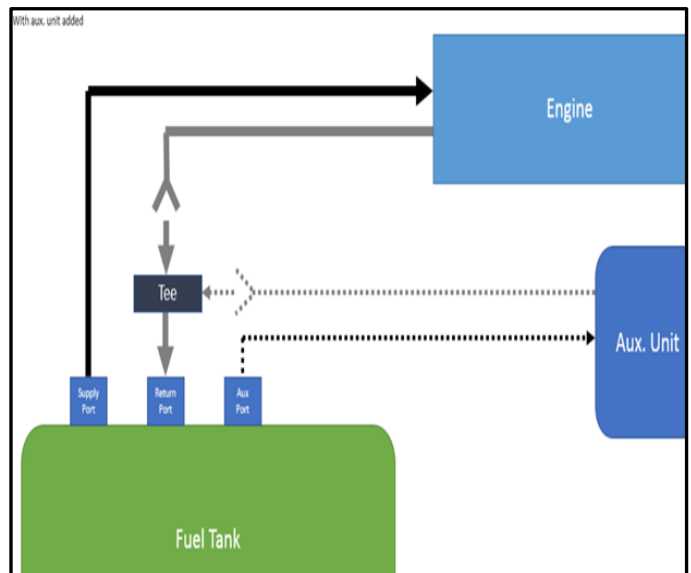 With aux. unit added
Engine
Tee
Aux. Unit
Supply
Port
Return
Port
Aux
Port
Fuel Tank